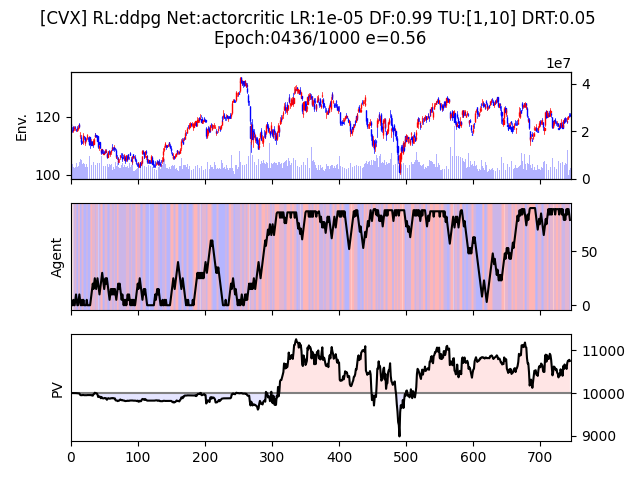 [CVX] RL:ddpg Net:actorcritic LR:1e-05 DF:0.99 TU:[1,10] DRT:0.05
Epoch:0436/1000 e=0.56
1e7
Env.
120
100
4
2
0
Agent
50
0
PV
11000
10000
9000
0 100 200 300 400 500 600 700